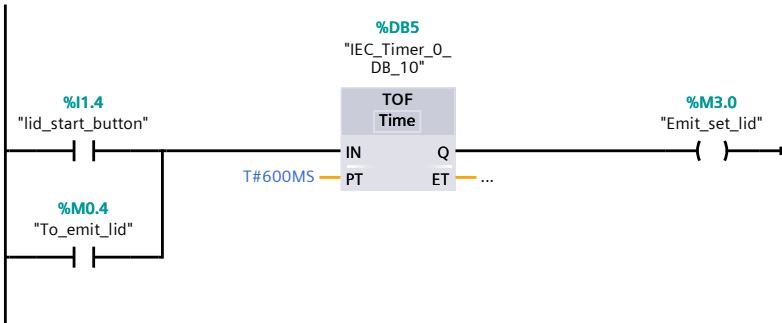 %DB5
"IEC_Timer_0_
DB_10"
%I1.4
"lid_start_button"
TOF
Time
%M3.0
"Emit_set_lid"
IN
Q
T#600MS
PT
ET
...
%M0.4
"To_emit_lid"